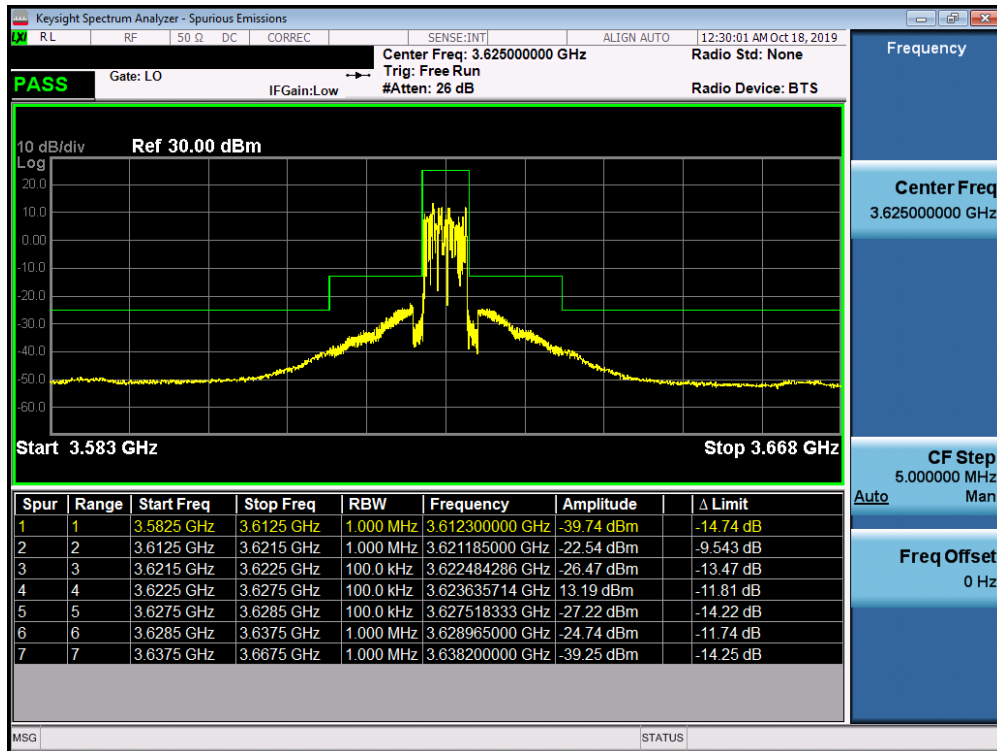 Keysight Spectrum Analyzer - Spurious Emissions
LXI RL RF 50 Ω DC CORREC SENSE:INT ALIGN AUTO 12:30:01 AM Oct 18, 2019
Center Freq: 3.625000000 GHz Radio Std: None
Gate: LO Trig: Free Run
PASS IFGain:Low #Atten: 26 dB Radio Device: BTS
10 dB/div Ref 30.00 dBm
Log
20.0
10.0
0.00
-10.0
-20.0
-30.0
-40.0
-50.0
-60.0
Start 3.583 GHz Stop 3.668 GHz
Spur Range Start Freq Stop Freq RBW Frequency Amplitude Δ Limit
1 1 3.5825 GHz 3.6125 GHz 1.000 MHz 3.612300000 GHz -39.74 dBm -14.74 dB
2 2 3.6125 GHz 3.6215 GHz 1.000 MHz 3.621185000 GHz -22.54 dBm -9.543 dB
3 3 3.6215 GHz 3.6225 GHz 100.0 kHz 3.622484286 GHz -26.47 dBm -13.47 dB
4 4 3.6225 GHz 3.6275 GHz 100.0 kHz 3.623635714 GHz 13.19 dBm -11.81 dB
5 5 3.6275 GHz 3.6285 GHz 100.0 kHz 3.627518333 GHz -27.22 dBm -14.22 dB
6 6 3.6285 GHz 3.6375 GHz 1.000 MHz 3.628965000 GHz -24.74 dBm -11.74 dB
7 7 3.6375 GHz 3.6675 GHz 1.000 MHz 3.638200000 GHz -39.25 dBm -14.25 dB
MSG STATUS
Frequency
Center Freq
3.625000000 GHz
CF Step
5.000000 MHz
Auto Man
Freq Offset
0 Hz